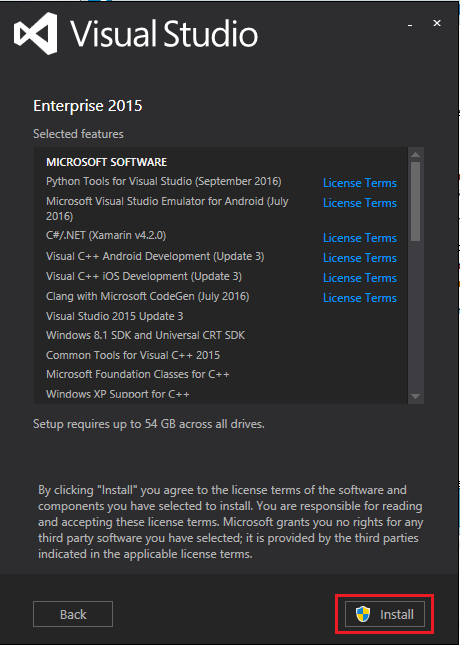 Visual Studio
Enterprise 2015
Selected features
MICROSOFT SOFTWARE
Python Tools for Visual Studio (September 2016) License Terms
Microsoft Visual Studio Emulator for Android (July License Terms
2016)
C#/.NET (Xamarin v4.2.0) License Terms
Visual C++ Android Development (Update 3) License Terms
Visual C++ iOS Development (Update 3) License Terms
Clang with Microsoft CodeGen (July 2016) License Terms
Visual Studio 2015 Update 3
Windows 8.1 SDK and Universal CRT SDK
Common Tools for Visual C++ 2015
Microsoft Foundation Classes for C++
Windows XP Support for C++
Setup requires up to 54 GB across all drives.
By clicking "Install" you agree to the license terms of the software and
components you have selected to install. You are responsible for reading
and accepting these license terms. Microsoft grants you no rights for any
third party software you have selected; it is provided by the third parties
indicated in the applicable license terms.
Back Install